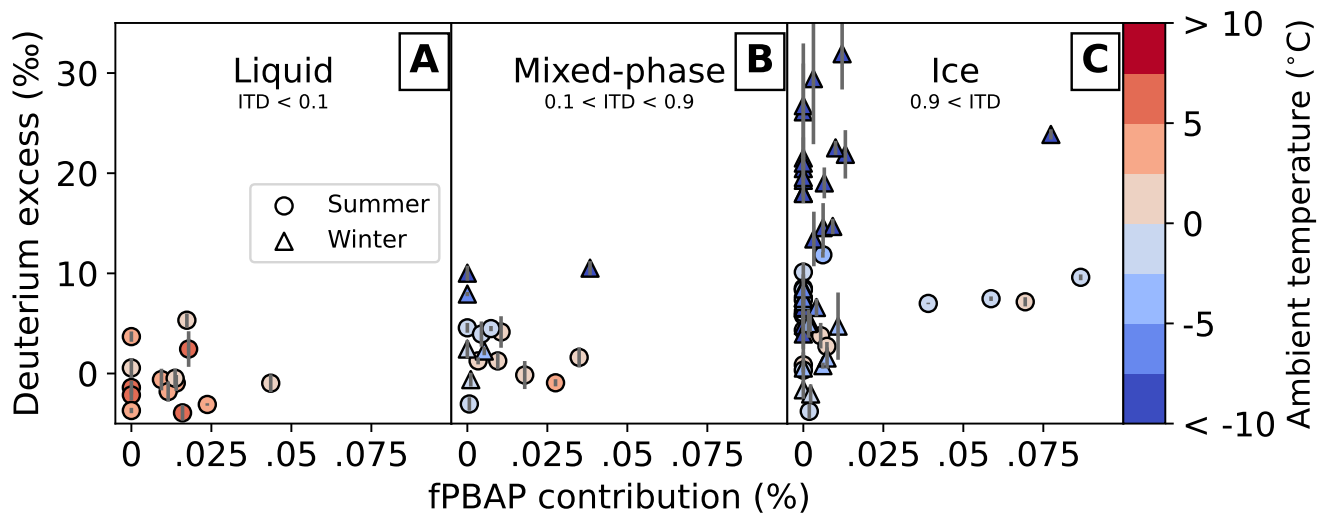 Deuterium excess (‰)
30
20
10
0
Liquid
ITD < 0.1
A
Summer
Winter
Mixed-phase
0.1 < ITD < 0.9
B
Ice
0.9 < ITD
C
0 .025 .05 .075
0 .025 .05 .075
0 .025 .05 .075
fPBAP contribution (%)
> 10
5
0
-5
< -10
Ambient temperature (°C)